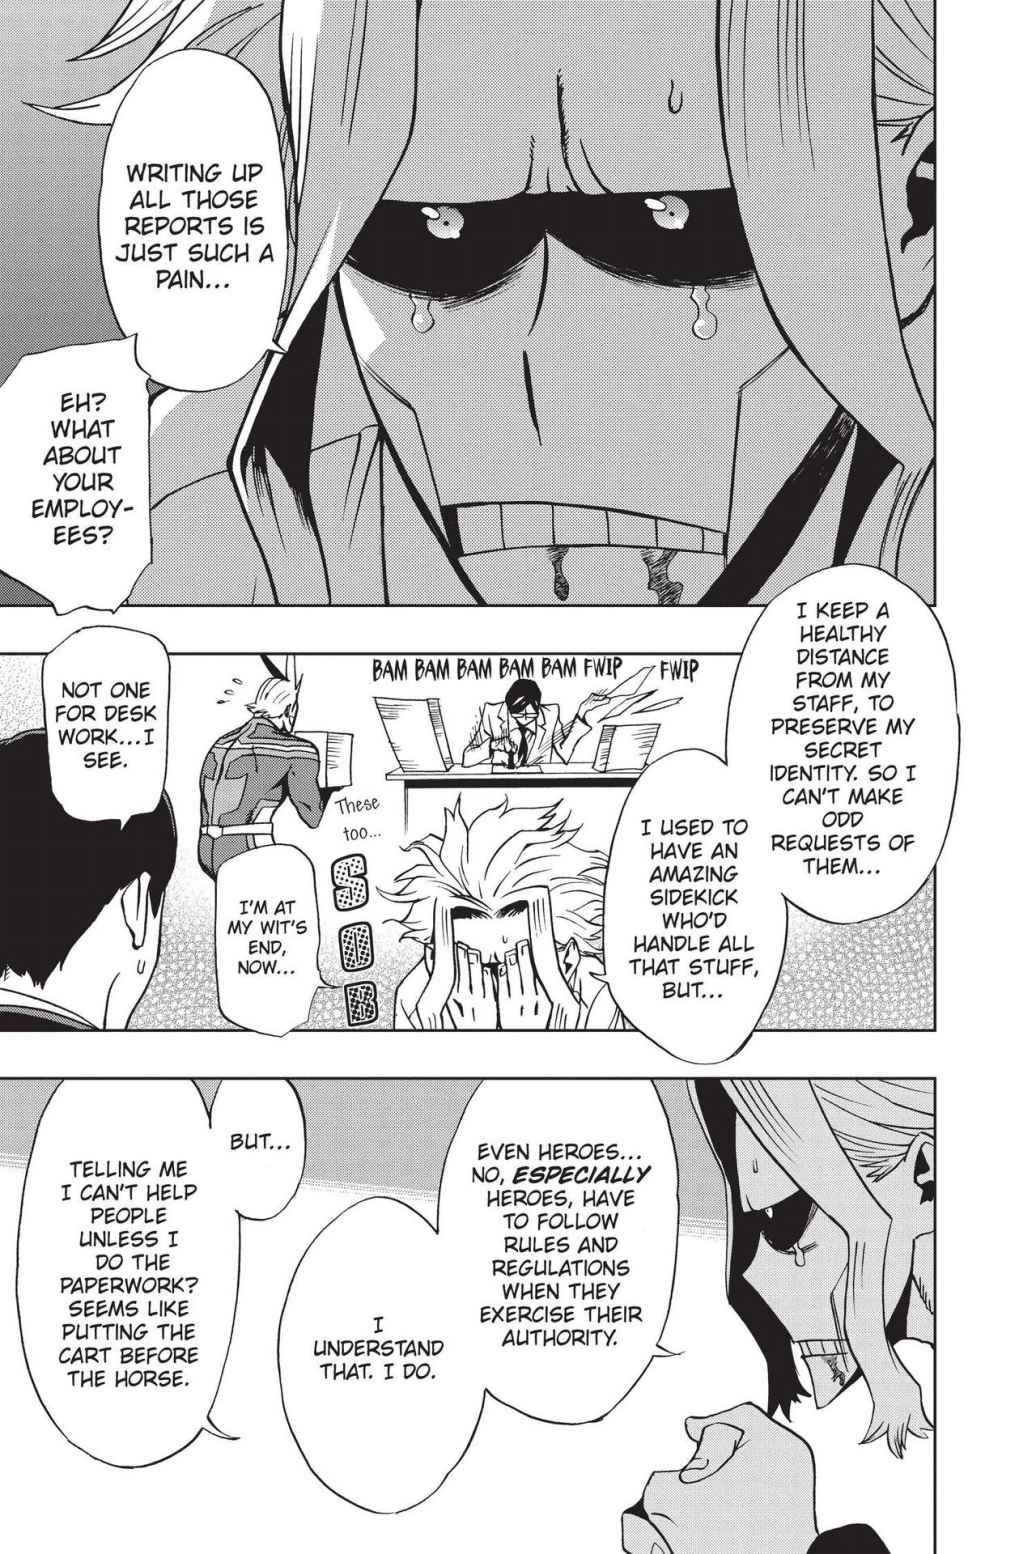 WRITING UP
ALL THOSE
REPORTS IS
JUST SUCH A
PAIN...
EH?
WHAT
ABOUT
YOUR
EMPLOY-
EES?
I KEEP A
HEALTHY
DISTANCE
FROM MY
STAFF, TO
PRESERVE MY
SECRET
IDENTITY. SO I
CAN'T MAKE
ODD
REQUESTS OF
THEM...
I USED TO
HAVE AN
AMAZING
SIDEKICK
WHO'D
HANDLE ALL
THAT STUFF,
BUT...
BAM BAM BAM BAM BAM FWIP
FWIP
These
too...
SOB
I'M AT
MY WIT'S
END,
NOW...
NOT ONE
FOR DESK
WORK...I
SEE.
EVEN HEROES...
NO, ESPECIALLY
HEROES, HAVE
TO FOLLOW
RULES AND
REGULATIONS
WHEN THEY
EXERCISE THEIR
AUTHORITY.
I
UNDERSTAND
THAT. I DO.
BUT...
TELLING ME
I CAN'T HELP
PEOPLE
UNLESS I
DO THE
PAPERWORK?
SEEMS LIKE
PUTTING THE
CART BEFORE
THE HORSE.